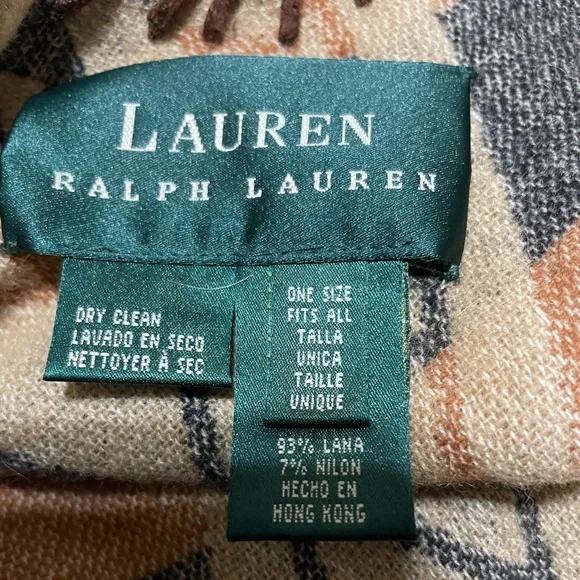 LAUREN
RALPH LAUREN
DRY CLEAN
LAVADO EN SECO
NETTOYER À SEC
ONE SIZE
FITS ALL
TALLA
UNICA
TAILLE
UNIQUE
93% LANA
7% NILON
HECHO EN
HONG KONG